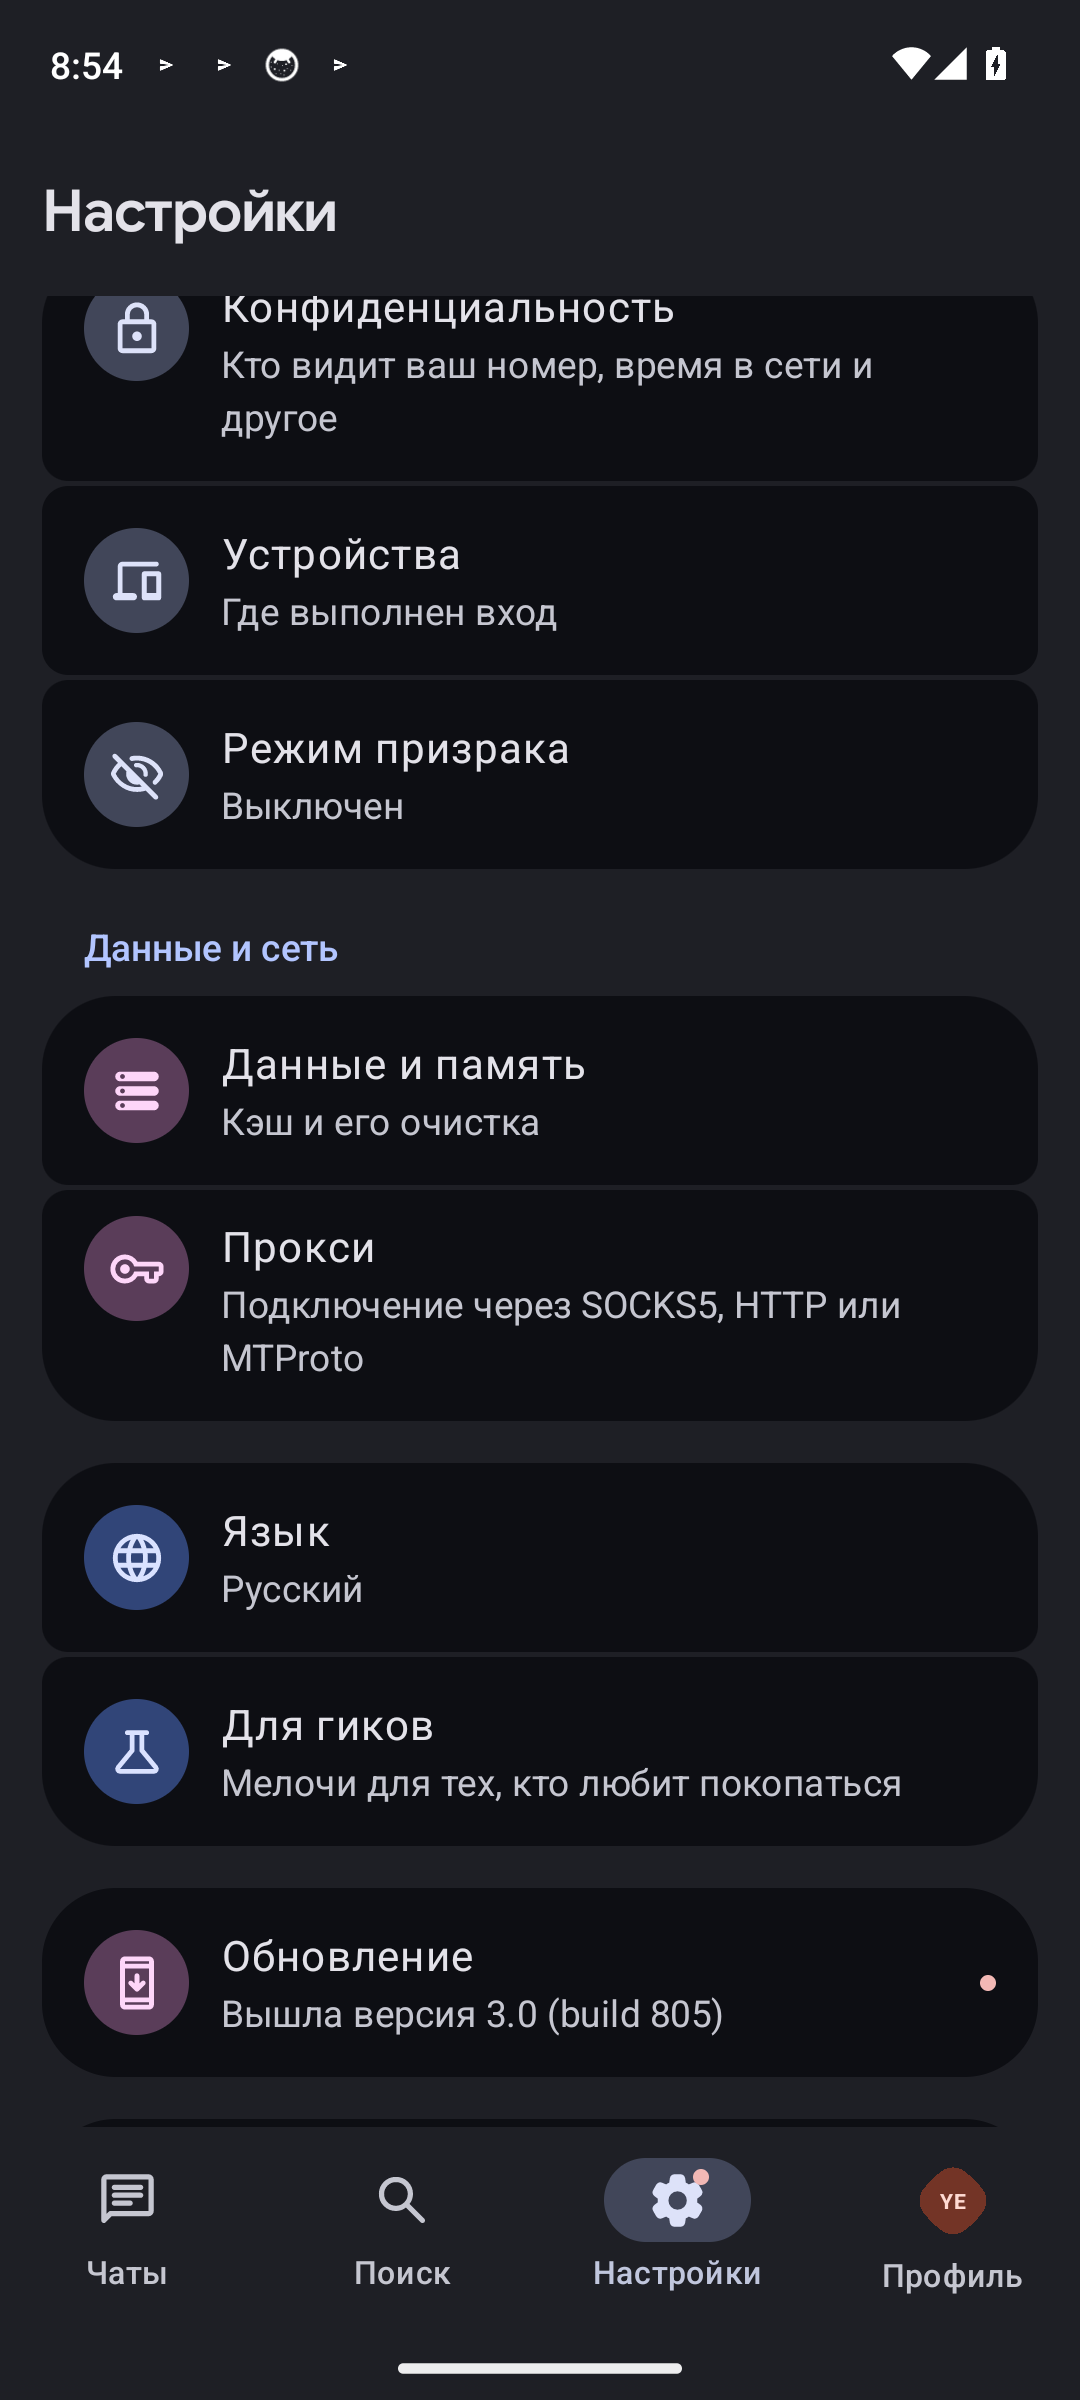 8:54
Настройки
Конфиденциальность
Кто видит ваш номер, время в сети и
другое
Устройства
Где выполнен вход
Режим призрака
Выключен
Данные и сеть
Данные и память
Кэш и его очистка
Прокси
Подключение через SOCKS5, HTTP или
MTProto
Язык
Русский
Для гиков
Мелочи для тех, кто любит покопаться
Обновление
Вышла версия 3.0 (build 805)
YE
Чаты
Поиск
Настройки
Профиль